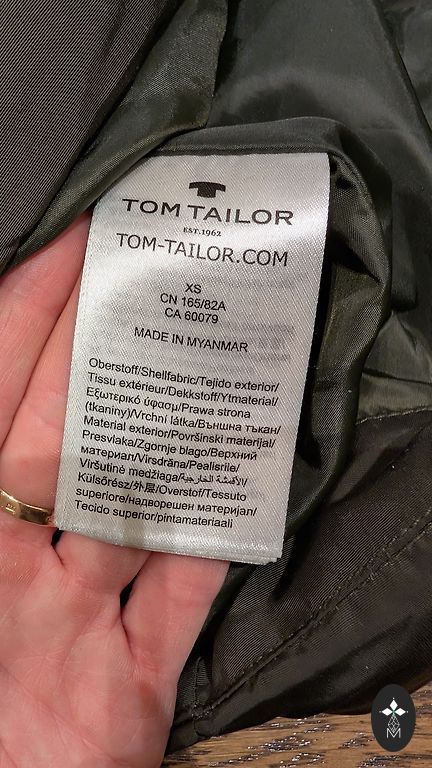 TOM TAILOR
EST.1962
TOM-TAILOR.COM
XS
CN 165/82A
CA 60079
MADE IN MYANMAR
Oberstoff/Shellfabric/Tejido exterior/
Tissu extérieur/Dekkstoff/Ytmaterial/
Εξωτερικό ύφασμ/Prawa strona
(tkaniny)/Vrchní látka/Външна тъкан/
Material exterior/Površinski materijal/
Presvlaka/Zgornje blago/Верхний
материал/Virsdrāna/Pealisriie/
Viršutinė medžiaga/الأقمشة الخارجية/
Külsőrész/外层/Overstof/Tessuto
superiore/надворешен материјал/
Tecido superior/pintamateriaali
M